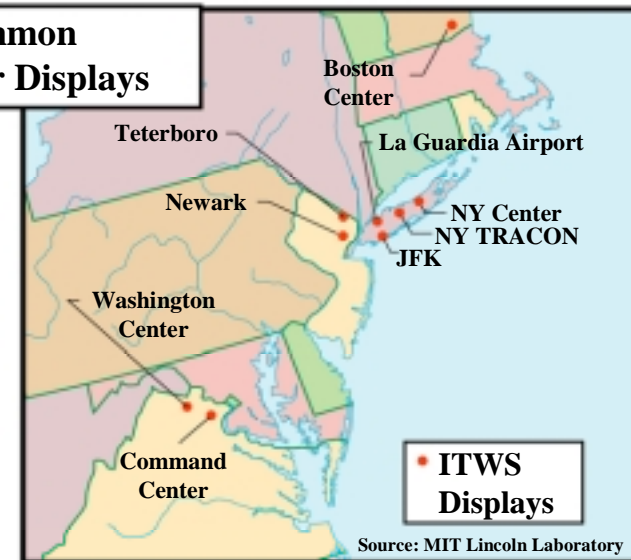 Displays
Boston
Center
Teterboro
La Guardia Airport
Newark
NY Center
NY TRACON
JFK
Washington
Center
Command
Center
ITWS
Displays
Source: MIT Lincoln Laboratory